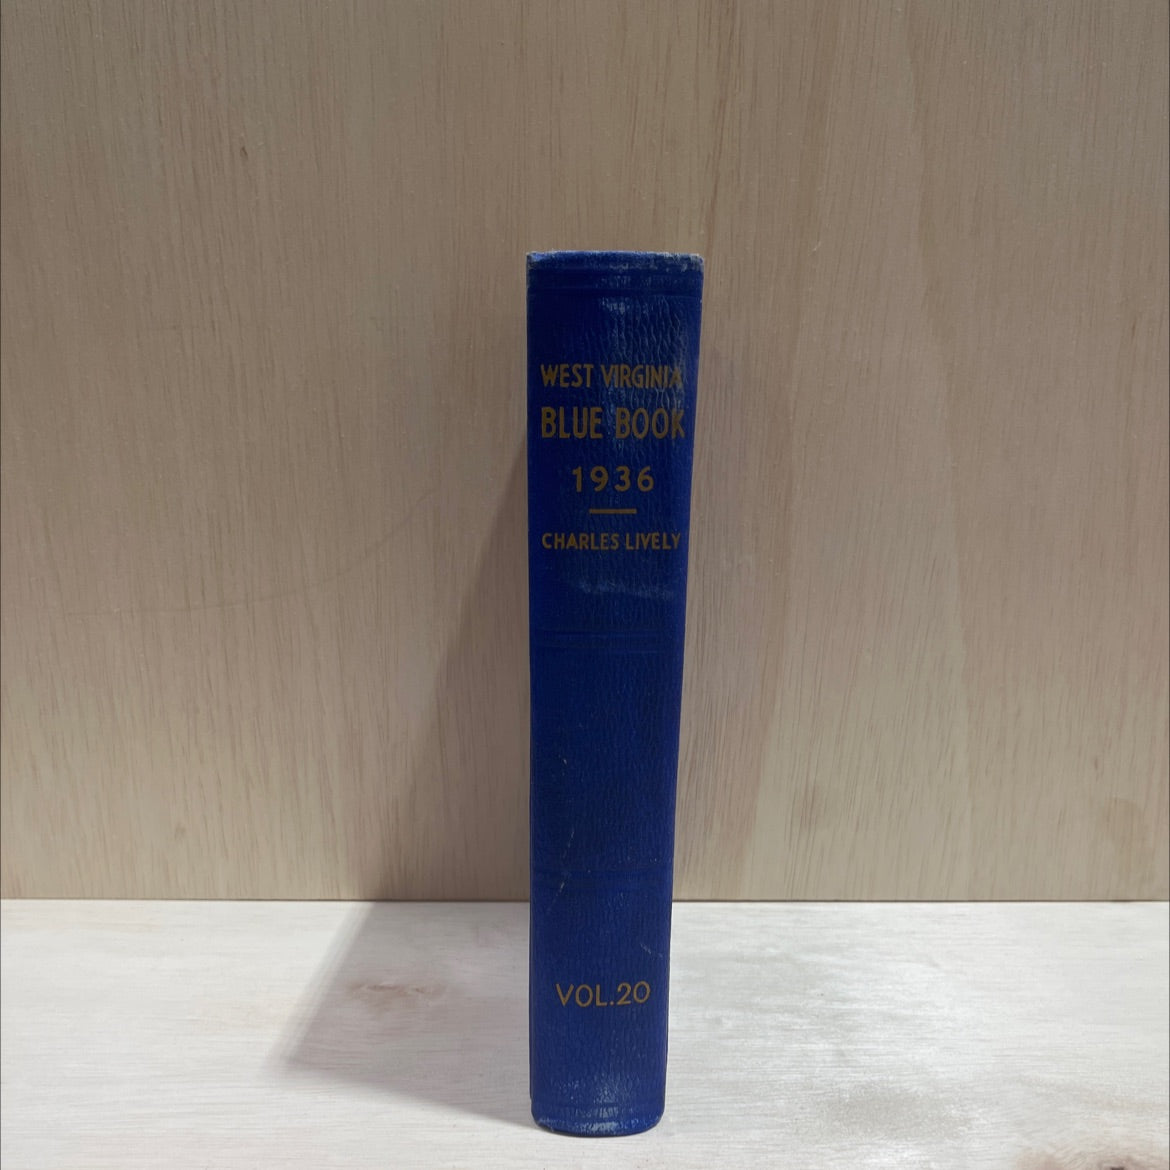 WEST VIRGINIA
BLUE BOOK
1936
CHARLES LIVELY
VOL.20